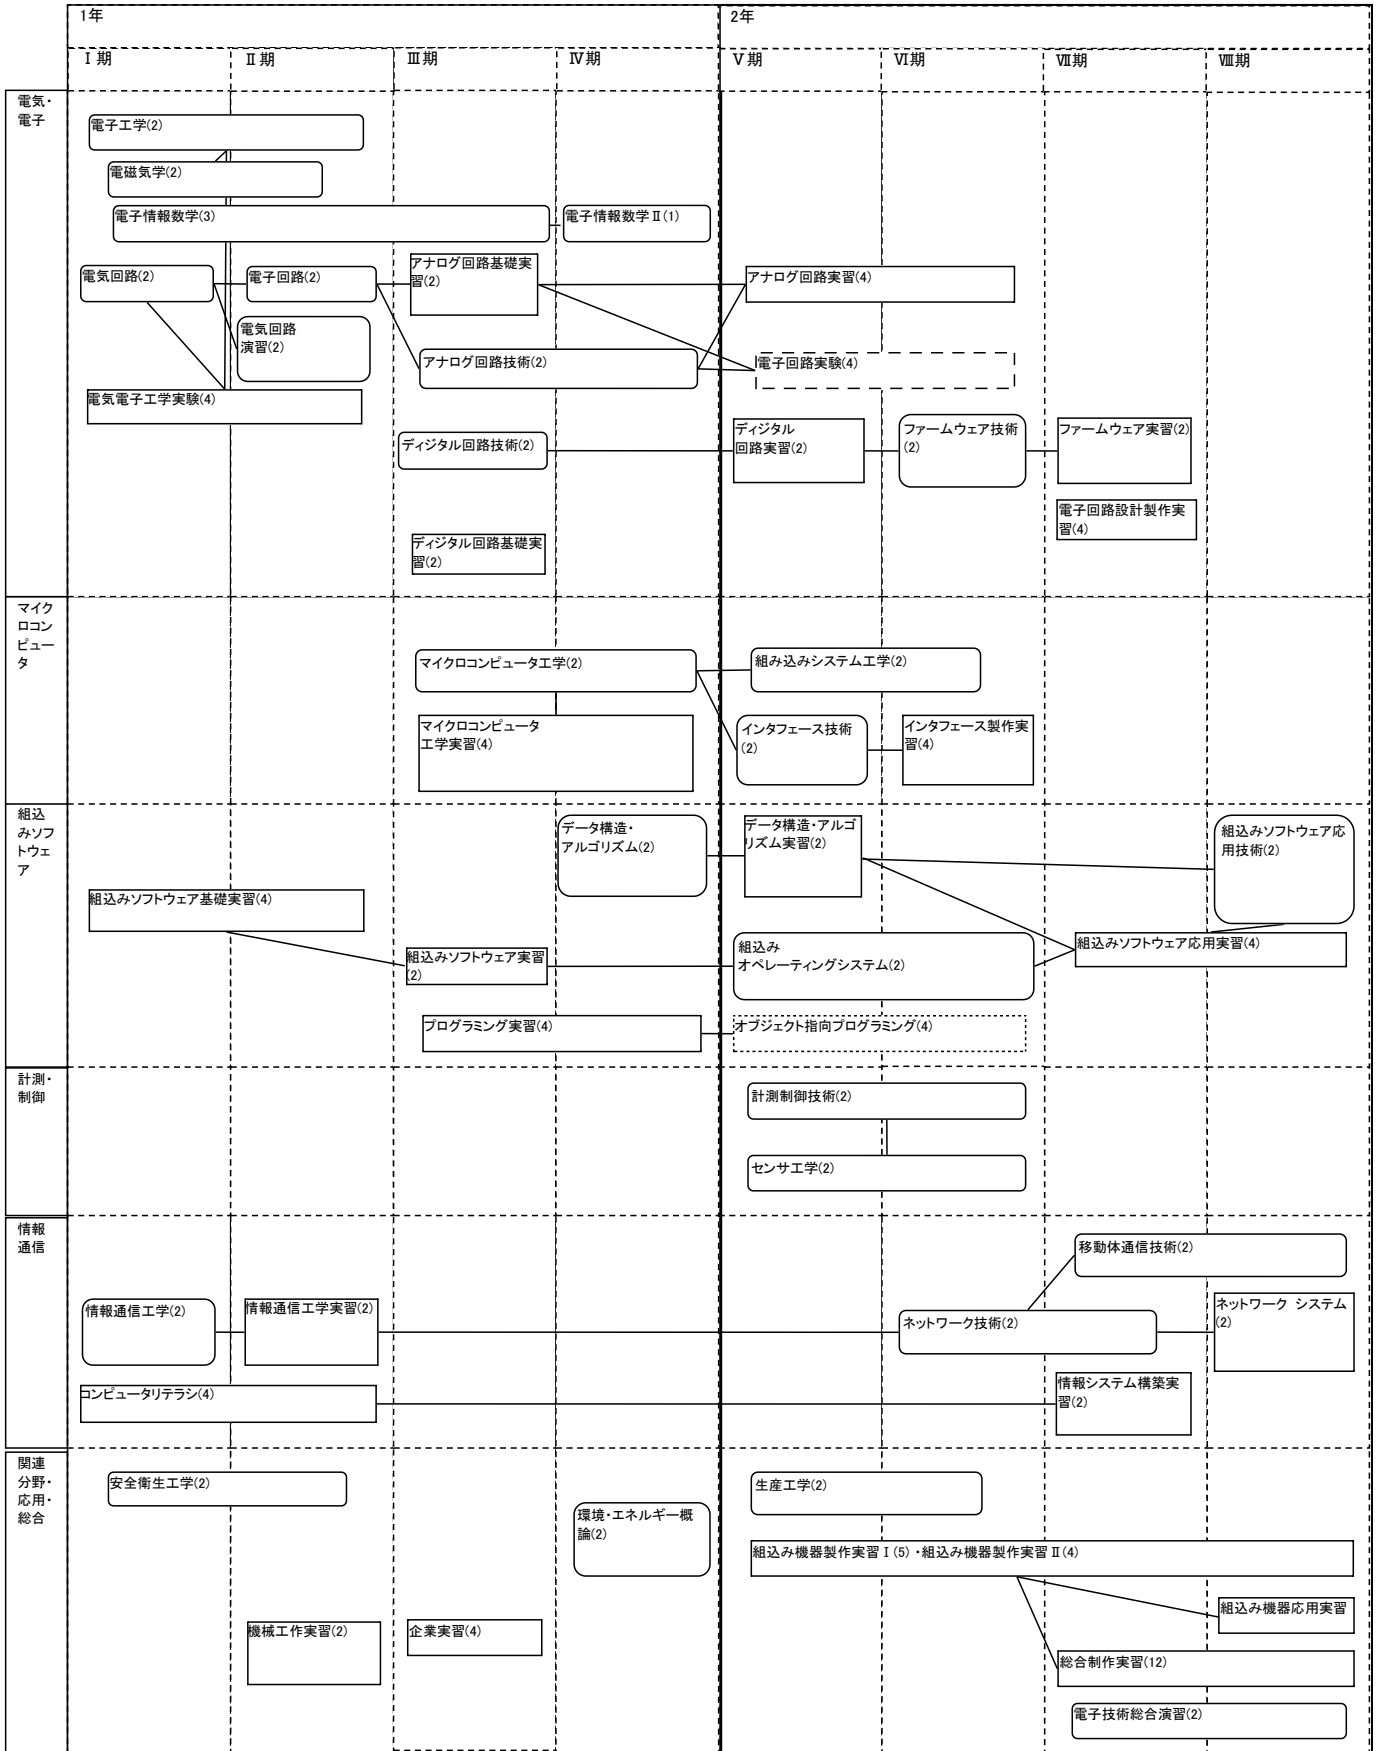 1年
2年
Ⅰ期
Ⅱ期
Ⅲ期
Ⅳ期
Ⅴ期
Ⅵ期
Ⅶ期
Ⅷ期
電気・
電子
電子工学(2)
電磁気学(2)
電子情報数学(3)
電子情報数学Ⅱ(1)
電気回路(2)
電子回路(2)
アナログ回路基礎実
習(2)
アナログ回路実習(4)
電気回路
演習(2)
アナログ回路技術(2)
電子回路実験(4)
電気電子工学実験(4)
ディジタル回路技術(2)
ディジタル
回路実習(2)
ファームウェア技術
(2)
ファームウェア実習(2)
電子回路設計製作実
習(4)
ディジタル回路基礎実
習(2)
マイク
ロコン
ピュー
タ
マイクロコンピュータ工学(2)
組み込みシステム工学(2)
マイクロコンピュータ
工学実習(4)
インタフェース技術
(2)
インタフェース製作実
習(4)
組込
みソフ
トウェ
ア
データ構造・
アルゴリズム(2)
データ構造・アルゴ
リズム実習(2)
組込みソフトウェア応
用技術(2)
組込みソフトウェア基礎実習(4)
組込みソフトウェア実習
(2)
組込み
オペレーティングシステム(2)
組込みソフトウェア応用実習(4)
プログラミング実習(4)
オブジェクト指向プログラミング(4)
計測・
制御
計測制御技術(2)
センサ工学(2)
情報
通信
移動体通信技術(2)
情報通信工学(2)
情報通信工学実習(2)
ネットワーク技術(2)
ネットワーク システム
(2)
コンピュータリテラシ(4)
情報システム構築実
習(2)
関連
分野・
応用・
総合
安全衛生工学(2)
環境・エネルギー概
論(2)
生産工学(2)
組込み機器製作実習Ⅰ(5)・組込み機器製作実習Ⅱ(4)
組込み機器応用実習
機械工作実習(2)
企業実習(4)
総合制作実習(12)
電子技術総合演習(2)